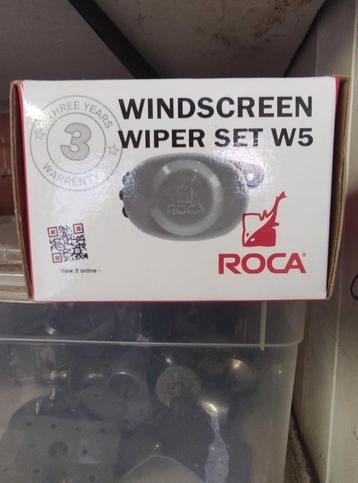 THREE YEARS
3
WARRENTY
WINDSCREEN
WIPER SET W5
ROCA
ROCA
View it online -